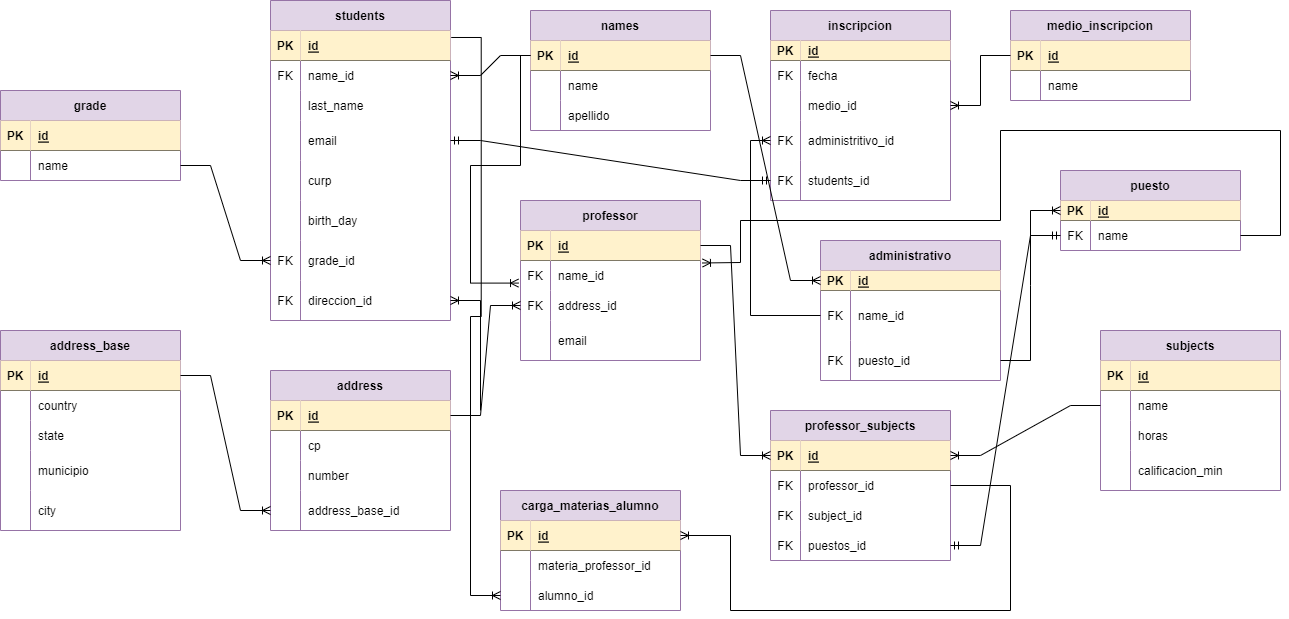 students
PK id
FK name_id
last_name
email
curp
birth_day
FK grade_id
FK direccion_id
names
PK id
name
apellido
inscripcion
PK id
FK fecha
medio_id
FK administritivo_id
FK students_id
medio_inscripcion
PK id
name
grade
PK id
name
professor
PK id
FK name_id
FK address_id
email
puesto
PK id
FK name
administrativo
PK id
FK name_id
FK puesto_id
address_base
PK id
country
state
municipio
city
address
PK id
cp
number
address_base_id
subjects
PK id
name
horas
calificacion_min
professor_subjects
PK id
FK professor_id
FK subject_id
FK puestos_id
carga_materias_alumno
PK id
materia_professor_id
alumno_id